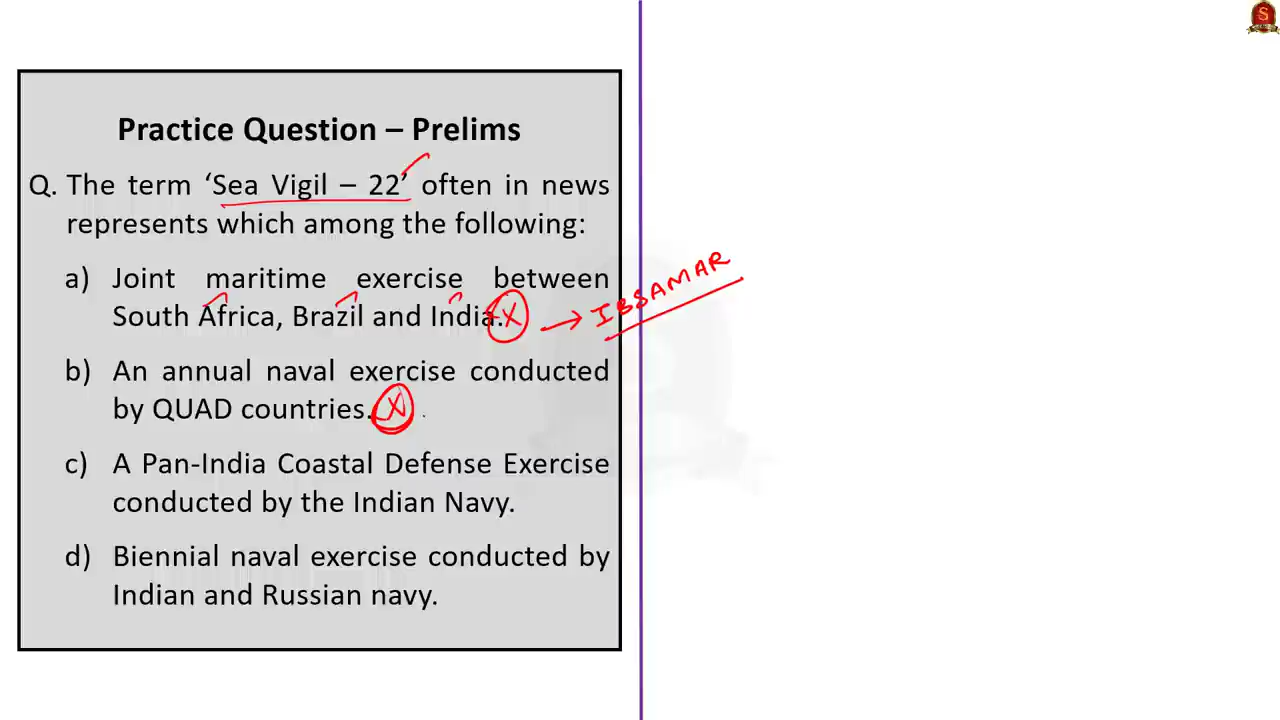 Practice Question – Prelims
Q. The term ‘Sea Vigil – 22’ often in news
represents which among the following:
a) Joint maritime exercise between
South Africa, Brazil and India. X → IBSAMAR
b) An annual naval exercise conducted
by QUAD countries. X
c) A Pan-India Coastal Defense Exercise
conducted by the Indian Navy.
d) Biennial naval exercise conducted by
Indian and Russian navy.